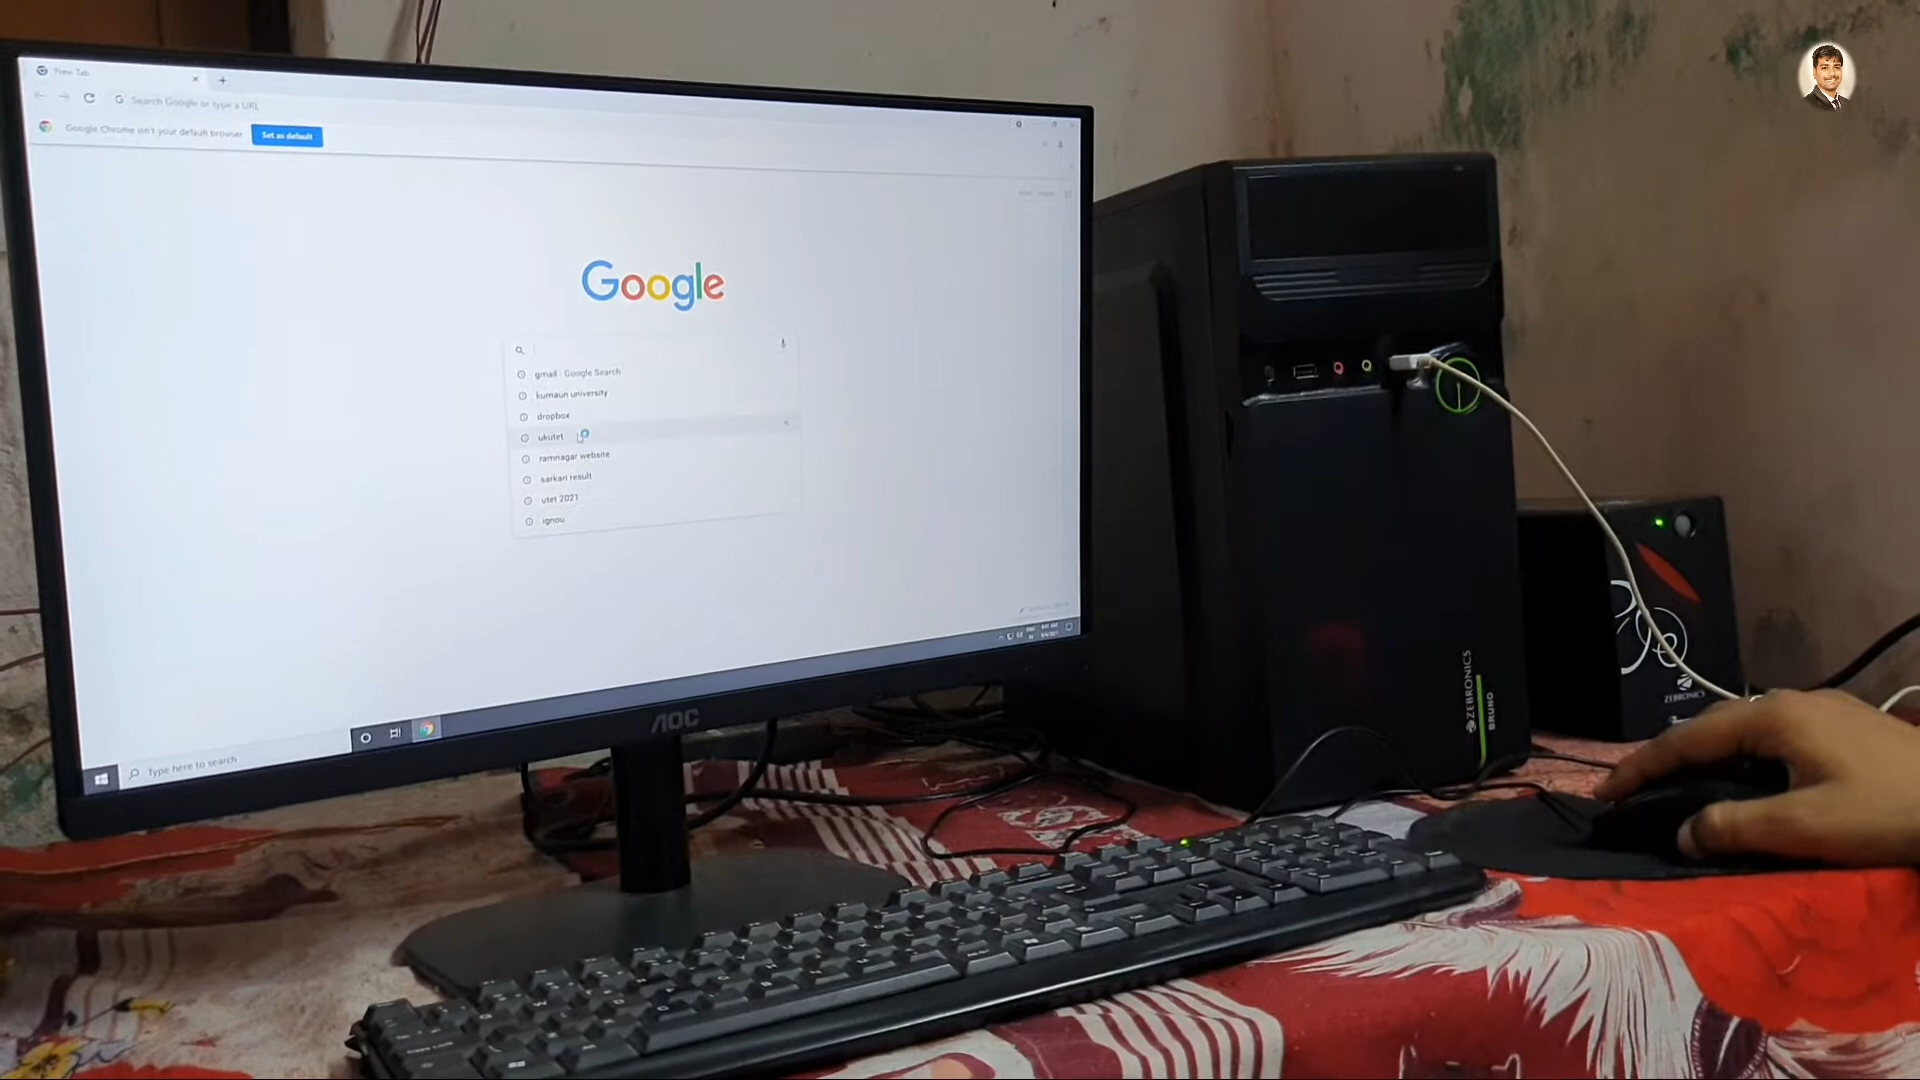 New Tab
Search Google or type a URL
Google Chrome isn't your default browser
Set as default
Google
gmail - Google Search
kumaun university
dropbox
ukutet
ramnagar website
sarkari result
utet 2021
ignou
Type here to search
AOC
ZEBRONICS
BRUNO
ZEBRONICS